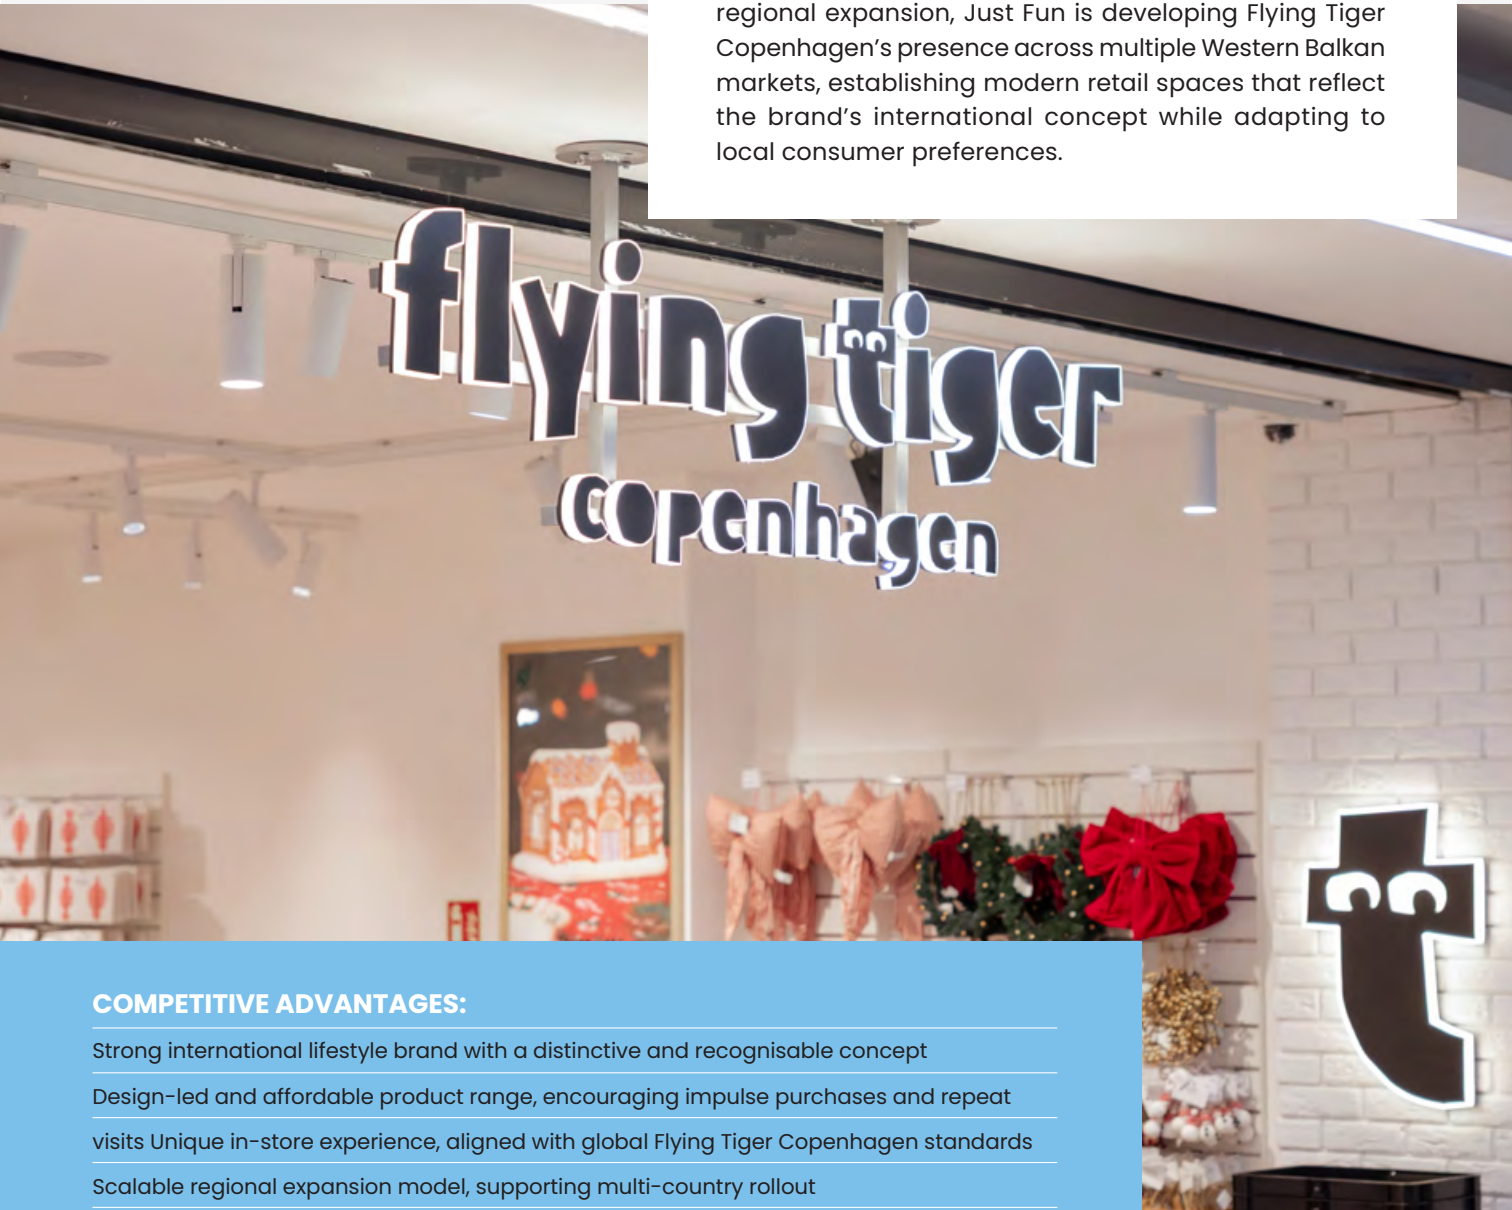 regional expansion, Just Fun is developing Flying Tiger
Copenhagen’s presence across multiple Western Balkan
markets, establishing modern retail spaces that reflect
the brand’s international concept while adapting to
local consumer preferences.
flying tiger
copenhagen
t
COMPETITIVE ADVANTAGES:
Strong international lifestyle brand with a distinctive and recognisable concept
Design-led and affordable product range, encouraging impulse purchases and repeat
visits Unique in-store experience, aligned with global Flying Tiger Copenhagen standards
Scalable regional expansion model, supporting multi-country rollout